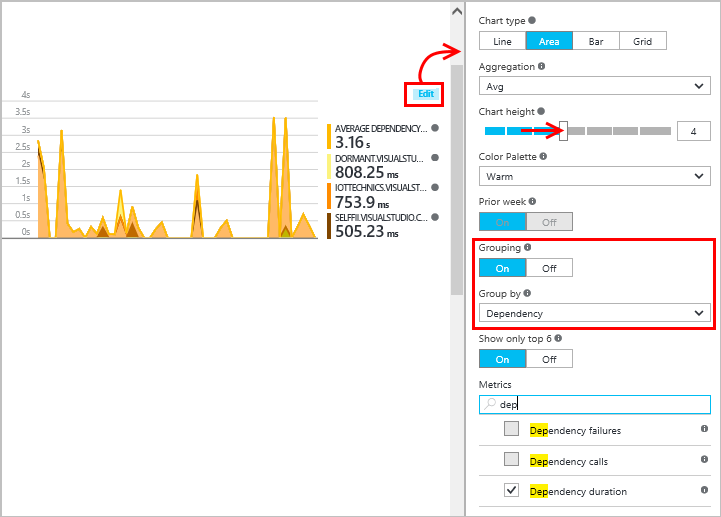 Edit
4s
3.5s
3s
2.5s
2s
1.5s
1s
0.5s
0s
AVERAGE DEPENDENCY...
3.16 s
DORMANT.VISUALSTU...
808.25 ms
IOTTECHNICS.VISUALST...
753.9 ms
SELFFII.VISUALSTUDIO.C...
505.23 ms
Chart type
Line Area Bar Grid
Aggregation
Avg
Chart height
4
Color Palette
Warm
Prior week
On Off
Grouping
On Off
Group by
Dependency
Show only top 6
On Off
Metrics
dep
Dependency failures
Dependency calls
Dependency duration